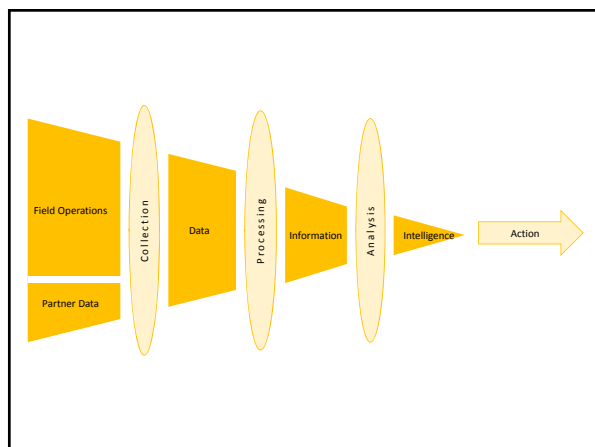 Field Operations
Partner Data
Collection
Data
Processing
Information
Analysis
Intelligence
Action